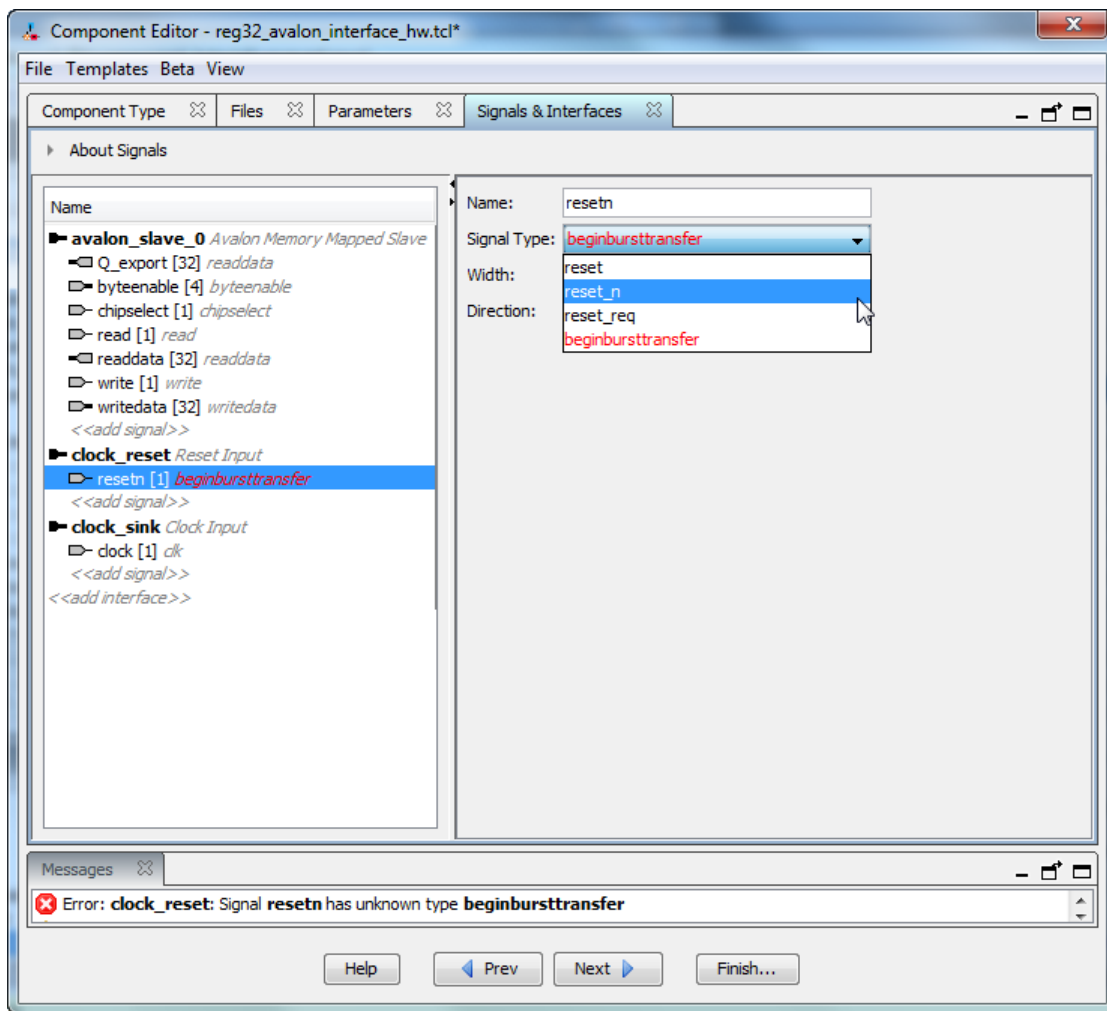 Component Editor - reg32_avalon_interface_hw.tcl*
X
File Templates Beta View
Component Type Files Parameters Signals & Interfaces
About Signals
Name
avalon_slave_0 Avalon Memory Mapped Slave
Q_export [32] readdata
byteenable [4] byteenable
chipselect [1] chipselect
read [1] read
readdata [32] readdata
write [1] write
writedata [32] writedata
<<add signal>>
clock_reset Reset Input
resetn [1] beginbursttransfer
<<add signal>>
clock_sink Clock Input
clock [1] clk
<<add signal>>
<<add interface>>
Name: resetn
Signal Type: beginbursttransfer
Width:
Direction:
reset
reset_n
reset_req
beginbursttransfer
Messages
Error: clock_reset: Signal resetn has unknown type beginbursttransfer
Help Prev Next Finish...